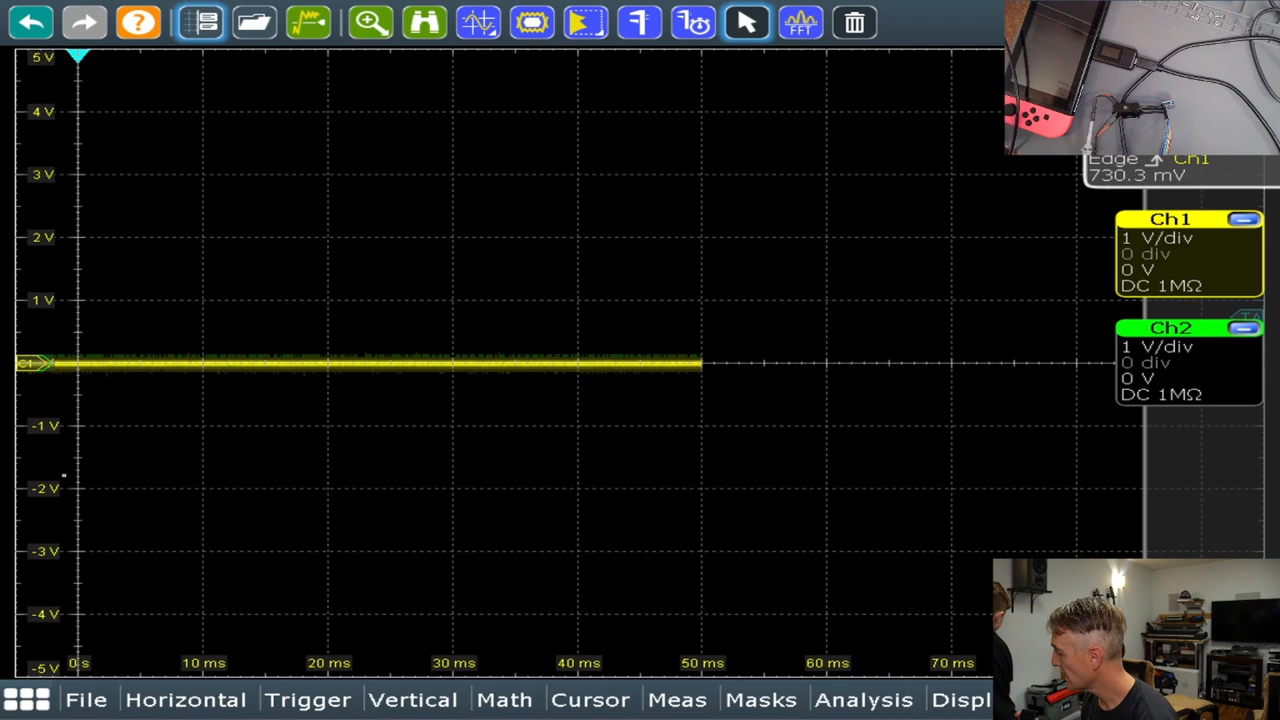 ?
FFT
5 V
4 V
3 V
2 V
1 V
C1
-1 V
-2 V
-3 V
-4 V
-5 V
0 s 10 ms 20 ms 30 ms 40 ms 50 ms 60 ms 70 ms
Edge Ch1
730.3 mV
Ch1
1 V/div
0 div
0 V
DC 1MΩ
TA
Ch2
1 V/div
0 div
0 V
DC 1MΩ
File Horizontal Trigger Vertical Math Cursor Meas Masks Analysis Displ